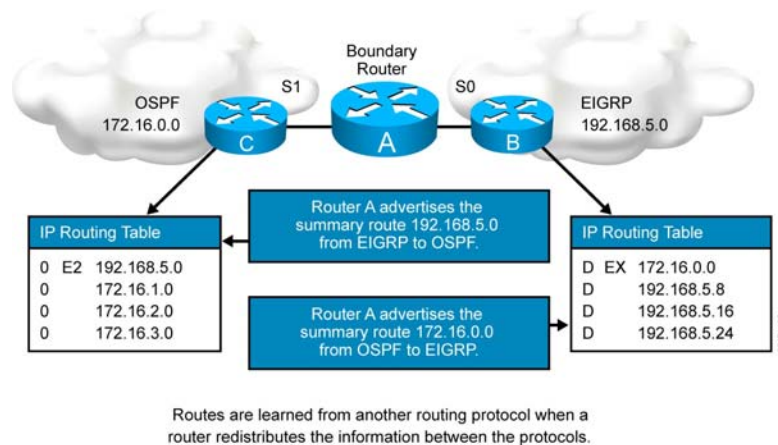 Boundary
Router
OSPF
172.16.0.0
S1
S0
EIGRP
192.168.5.0
C
A
B
IP Routing Table
0 E2 192.168.5.0
0 172.16.1.0
0 172.16.2.0
0 172.16.3.0
Router A advertises the
summary route 192.168.5.0
from EIGRP to OSPF.
Router A advertises the
summary route 172.16.0.0
from OSPF to EIGRP.
IP Routing Table
D EX 172.16.0.0
D 192.168.5.8
D 192.168.5.16
D 192.168.5.24
Routes are learned from another routing protocol when a
router redistributes the information between the protocols.